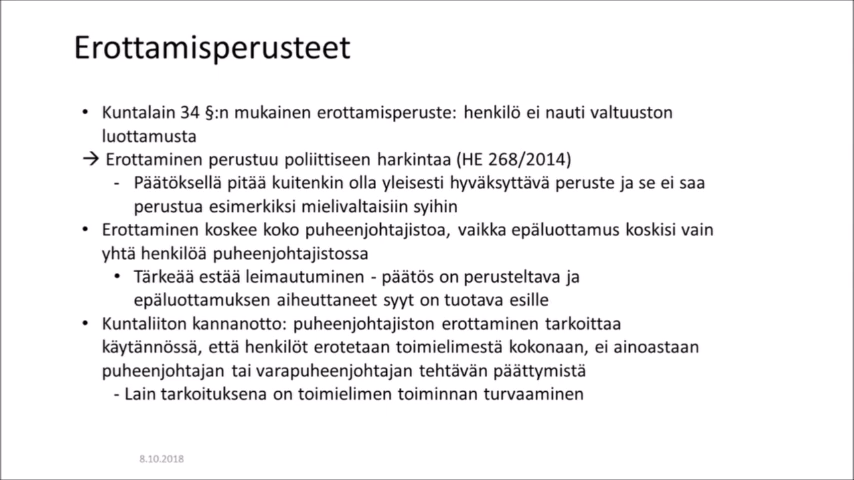 Erottamisperusteet
• Kuntalain 34 §:n mukainen erottamisperuste: henkilö ei nauti valtuuston
luottamusta
→ Erottaminen perustuu poliittiseen harkintaa (HE 268/2014)
- Päätöksellä pitää kuitenkin olla yleisesti hyväksyttävä peruste ja se ei saa
perustua esimerkiksi mielivaltaisiin syihin
• Erottaminen koskee koko puheenjohtajistoa, vaikka epäluottamus koskisi vain
yhtä henkilöä puheenjohtajistossa
• Tärkeää estää leimautuminen - päätös on perusteltava ja
epäluottamuksen aiheuttaneet syyt on tuotava esille
• Kuntaliiton kannanotto: puheenjohtajiston erottaminen tarkoittaa
käytännössä, että henkilöt erotetaan toimielimestä kokonaan, ei ainoastaan
puheenjohtajan tai varapuheenjohtajan tehtävän päättymistä
- Lain tarkoituksena on toimielimen toiminnan turvaaminen
8.10.2018